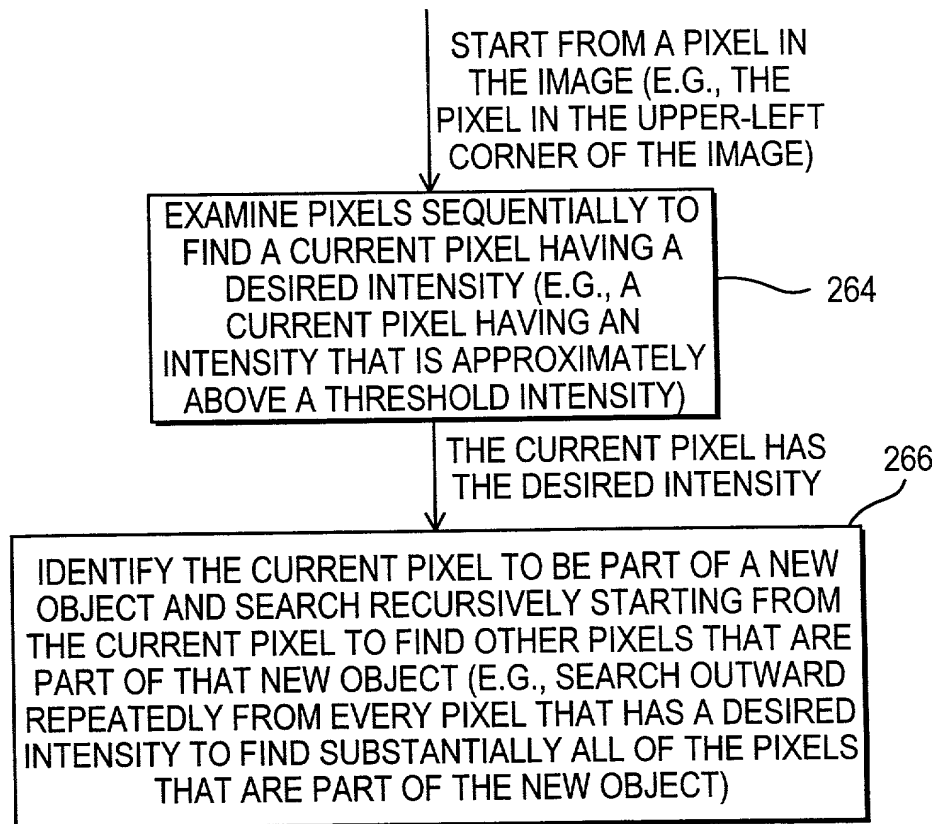 START FROM A PIXEL IN
THE IMAGE (E.G., THE
PIXEL IN THE UPPER-LEFT
CORNER OF THE IMAGE)
EXAMINE PIXELS SEQUENTIALLY TO
FIND A CURRENT PIXEL HAVING A
DESIRED INTENSITY (E.G., A
CURRENT PIXEL HAVING AN
INTENSITY THAT IS APPROXIMATELY
ABOVE A THRESHOLD INTENSITY)
264
THE CURRENT PIXEL HAS
THE DESIRED INTENSITY
266
IDENTIFY THE CURRENT PIXEL TO BE PART OF A NEW
OBJECT AND SEARCH RECURSIVELY STARTING FROM
THE CURRENT PIXEL TO FIND OTHER PIXELS THAT ARE
PART OF THAT NEW OBJECT (E.G., SEARCH OUTWARD
REPEATEDLY FROM EVERY PIXEL THAT HAS A DESIRED
INTENSITY TO FIND SUBSTANTIALLY ALL OF THE PIXELS
THAT ARE PART OF THE NEW OBJECT)